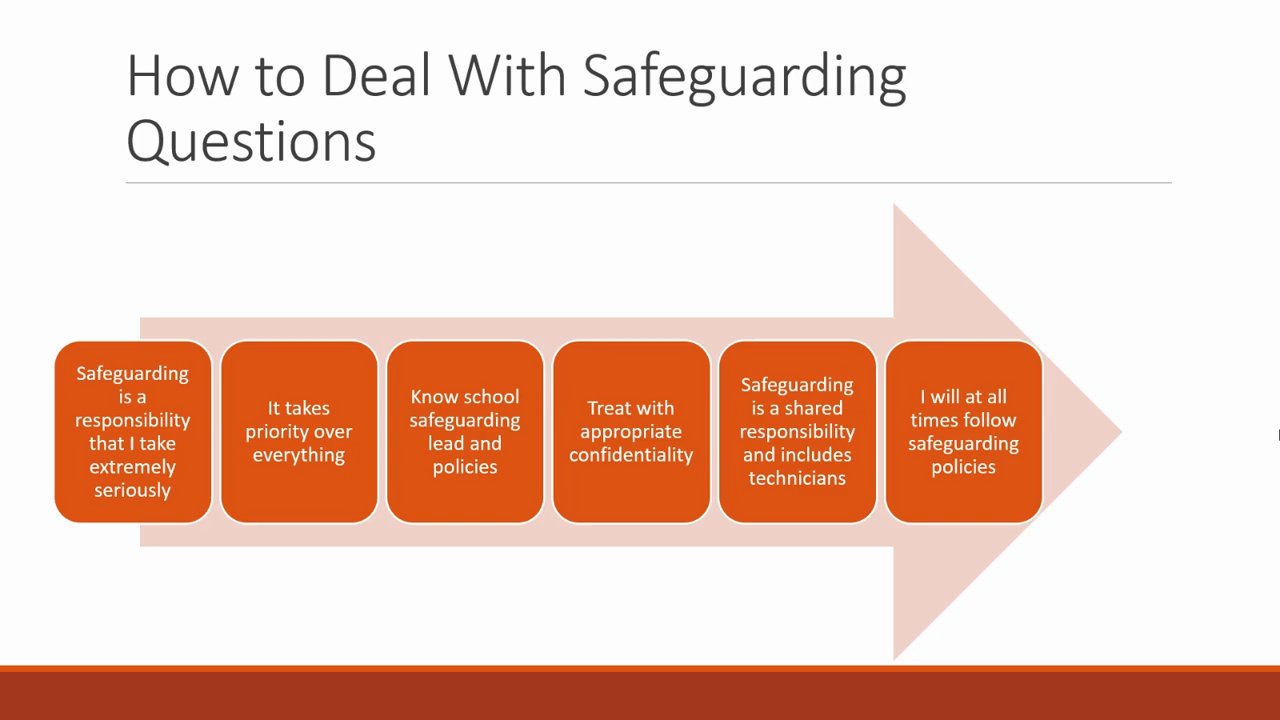 How to Deal With Safeguarding
Questions
Safeguarding
is a
responsibility
that I take
extremely
seriously
It takes
priority over
everything
Know school
safeguarding
lead and
policies
Treat with
appropriate
confidentiality
Safeguarding
is a shared
responsibility
and includes
technicians
I will at all
times follow
safeguarding
policies